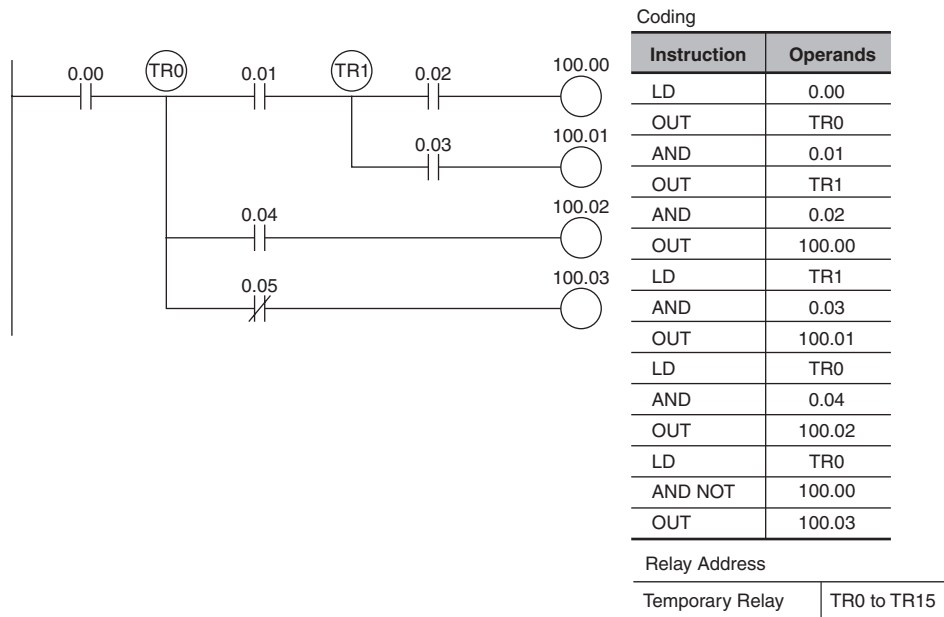 0.00 TR0 0.01 TR1 0.02 100.00
0.03 100.01
0.04 100.02
0.05 100.03
Coding
Instruction Operands
LD 0.00
OUT TR0
AND 0.01
OUT TR1
AND 0.02
OUT 100.00
LD TR1
AND 0.03
OUT 100.01
LD TR0
AND 0.04
OUT 100.02
LD TR0
AND NOT 100.00
OUT 100.03
Relay Address
Temporary Relay TR0 to TR15